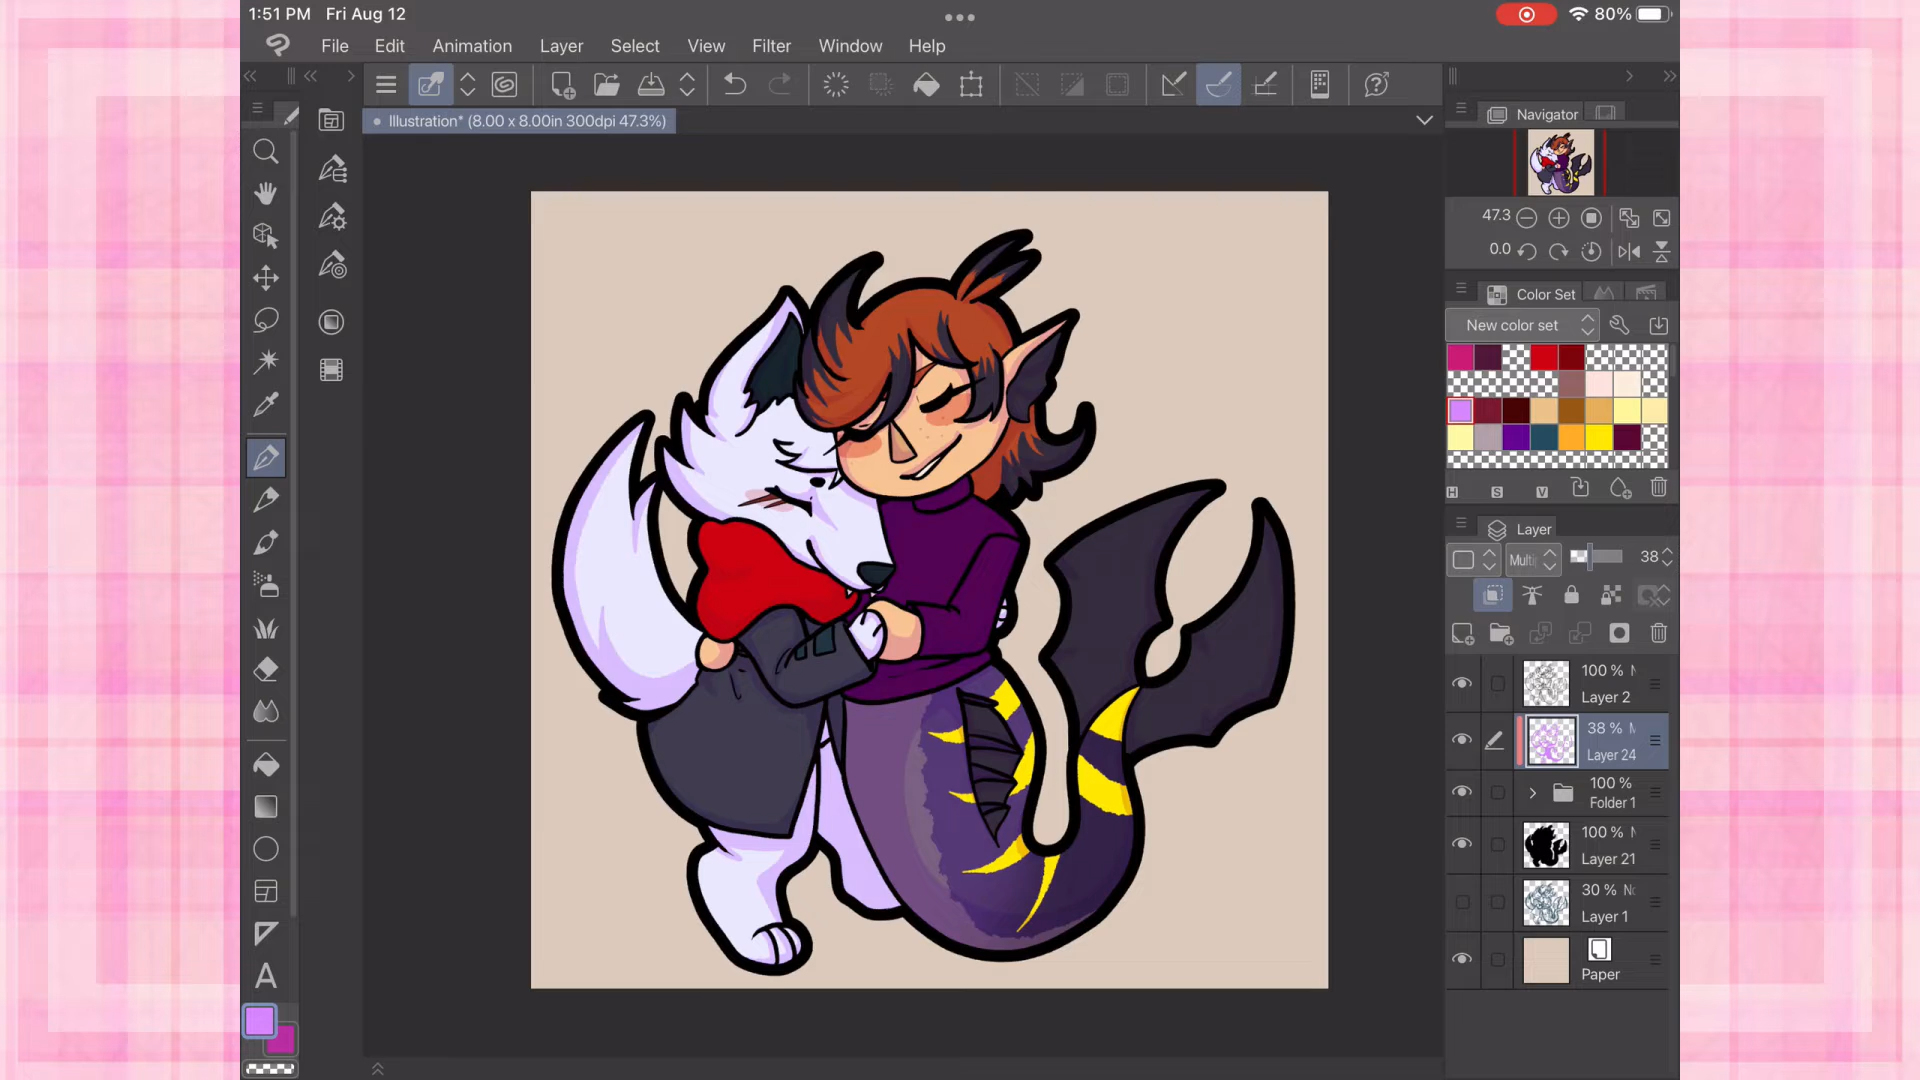 1:51 PM Fri Aug 12
80%
File Edit Animation Layer Select View Filter Window Help
Illustration* (8.00 x 8.00in 300dpi 47.3%)
Navigator
47.3
0.0
Color Set
New color set
H S V
Layer
Multi 38
100 % N
Layer 2
38 % M
Layer 24
100 %
Folder 1
100 % N
Layer 21
30 % No
Layer 1
Paper
A